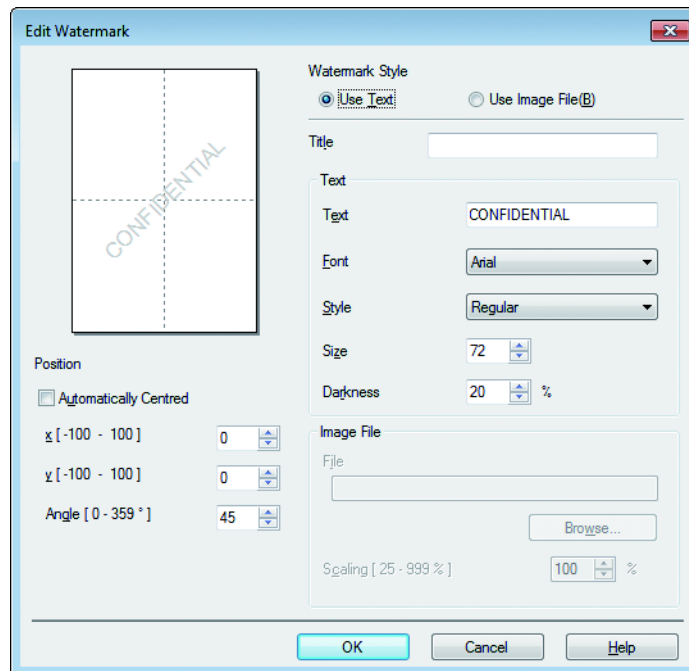 Edit Watermark
CONFIDENTIAL
Position
Automatically Centred
x [ -100 - 100 ] 0
y [ -100 - 100 ] 0
Angle [ 0 - 359 ° ] 45
Watermark Style
Use Text Use Image File(B)
Title
Text
Text CONFIDENTIAL
Font Arial
Style Regular
Size 72
Darkness 20 %
Image File
File
Browse...
Scaling [ 25 - 999 % ] 100 %
OK Cancel Help